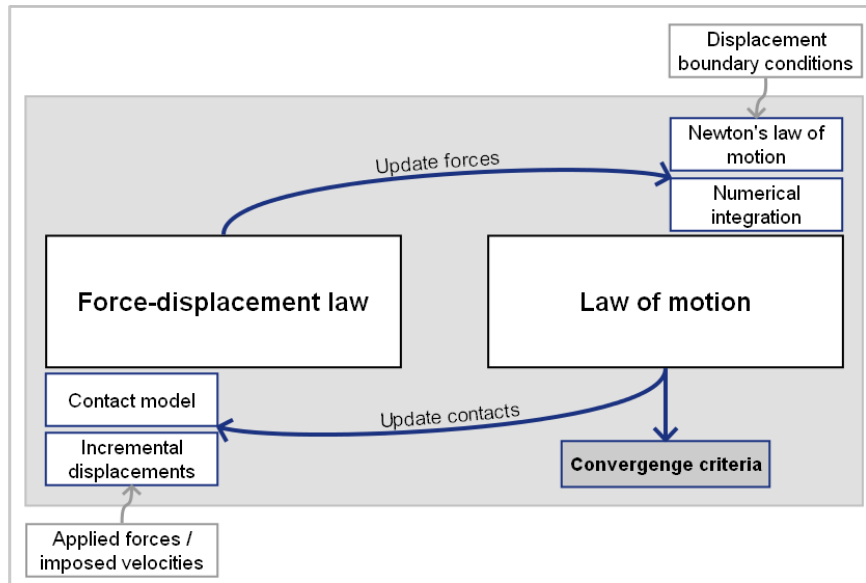 Displacement
boundary conditions
Newton's law of
motion
Update forces
Numerical
integration
Force-displacement law
Law of motion
Contact model
Update contacts
Incremental
displacements
Convergenge criteria
Applied forces /
imposed velocities